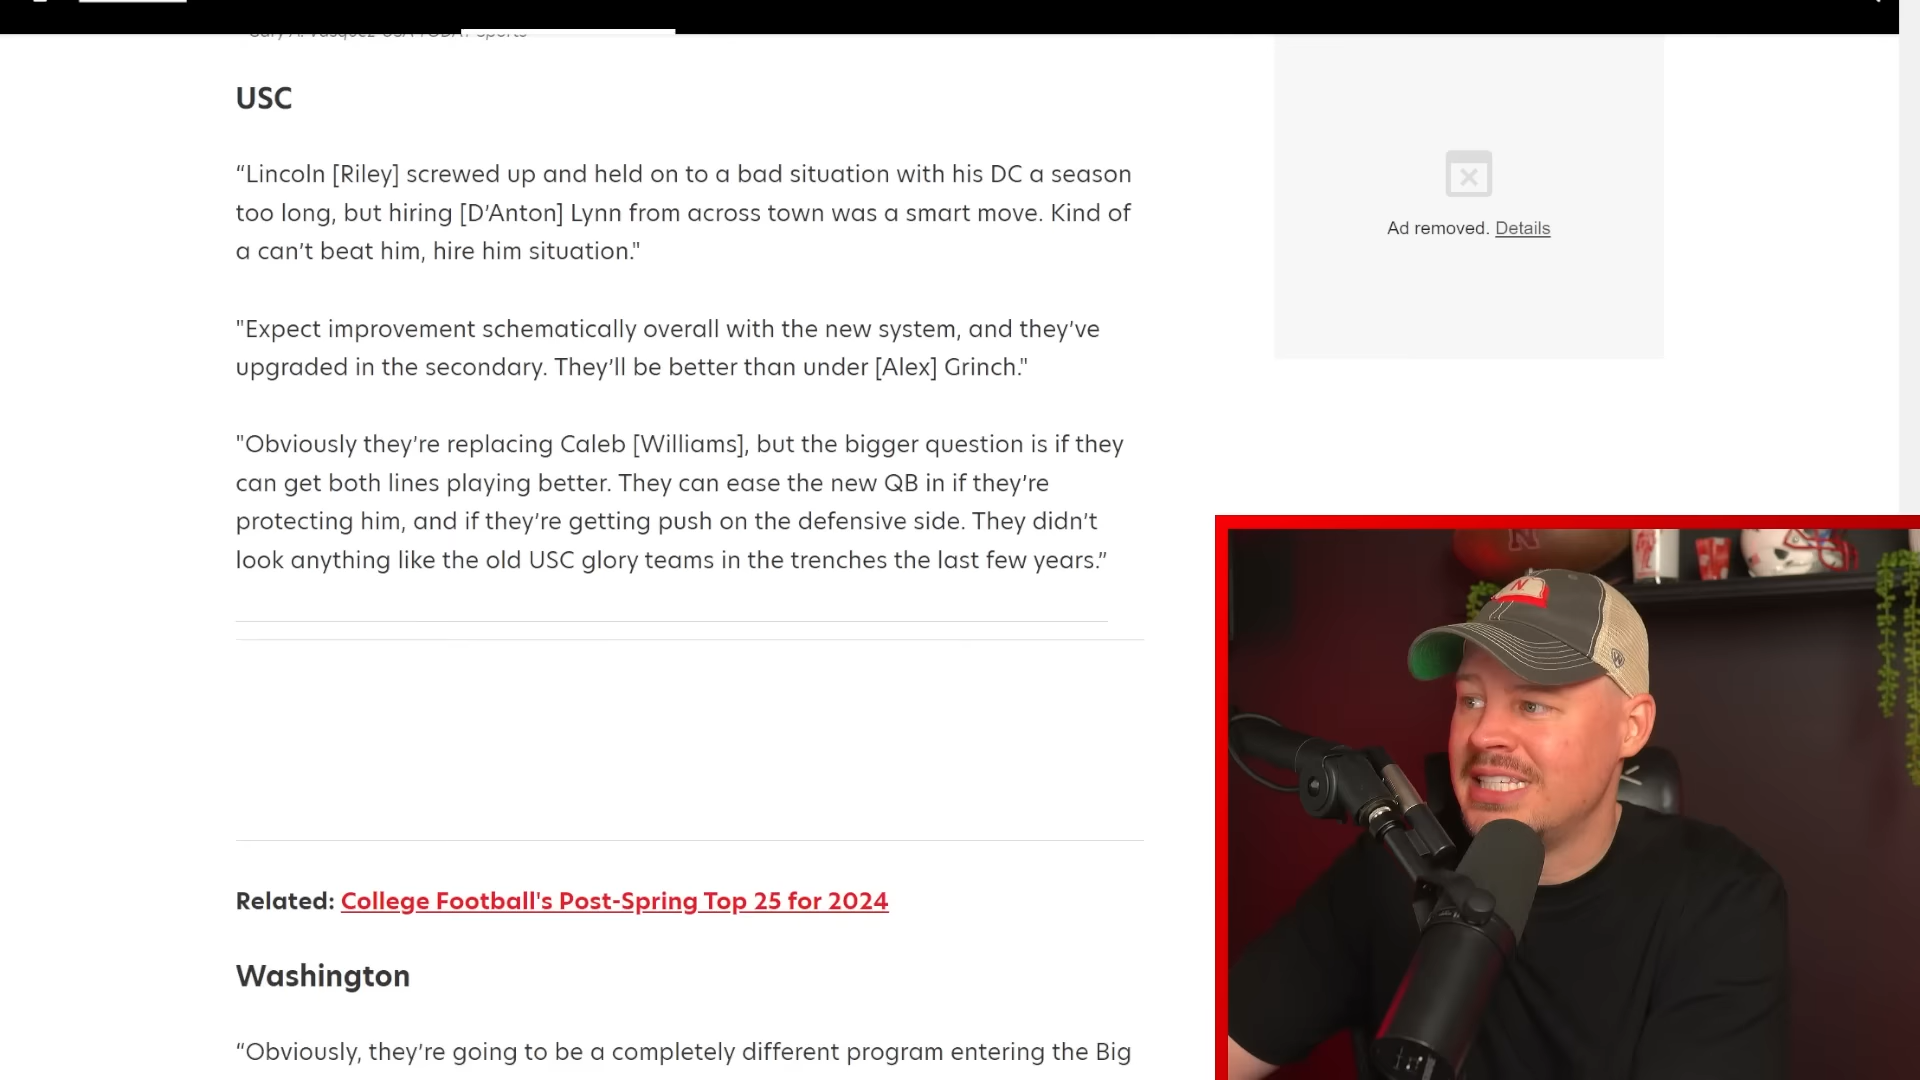 USC
“Lincoln [Riley] screwed up and held on to a bad situation with his DC a season
too long, but hiring [D’Anton] Lynn from across town was a smart move. Kind of
a can’t beat him, hire him situation."
"Expect improvement schematically overall with the new system, and they’ve
upgraded in the secondary. They’ll be better than under [Alex] Grinch."
"Obviously they’re replacing Caleb [Williams], but the bigger question is if they
can get both lines playing better. They can ease the new QB in if they’re
protecting him, and if they’re getting push on the defensive side. They didn’t
look anything like the old USC glory teams in the trenches the last few years.”
Related: College Football's Post-Spring Top 25 for 2024
Washington
“Obviously, they’re going to be a completely different program entering the Big
Ad removed. Details
N
N